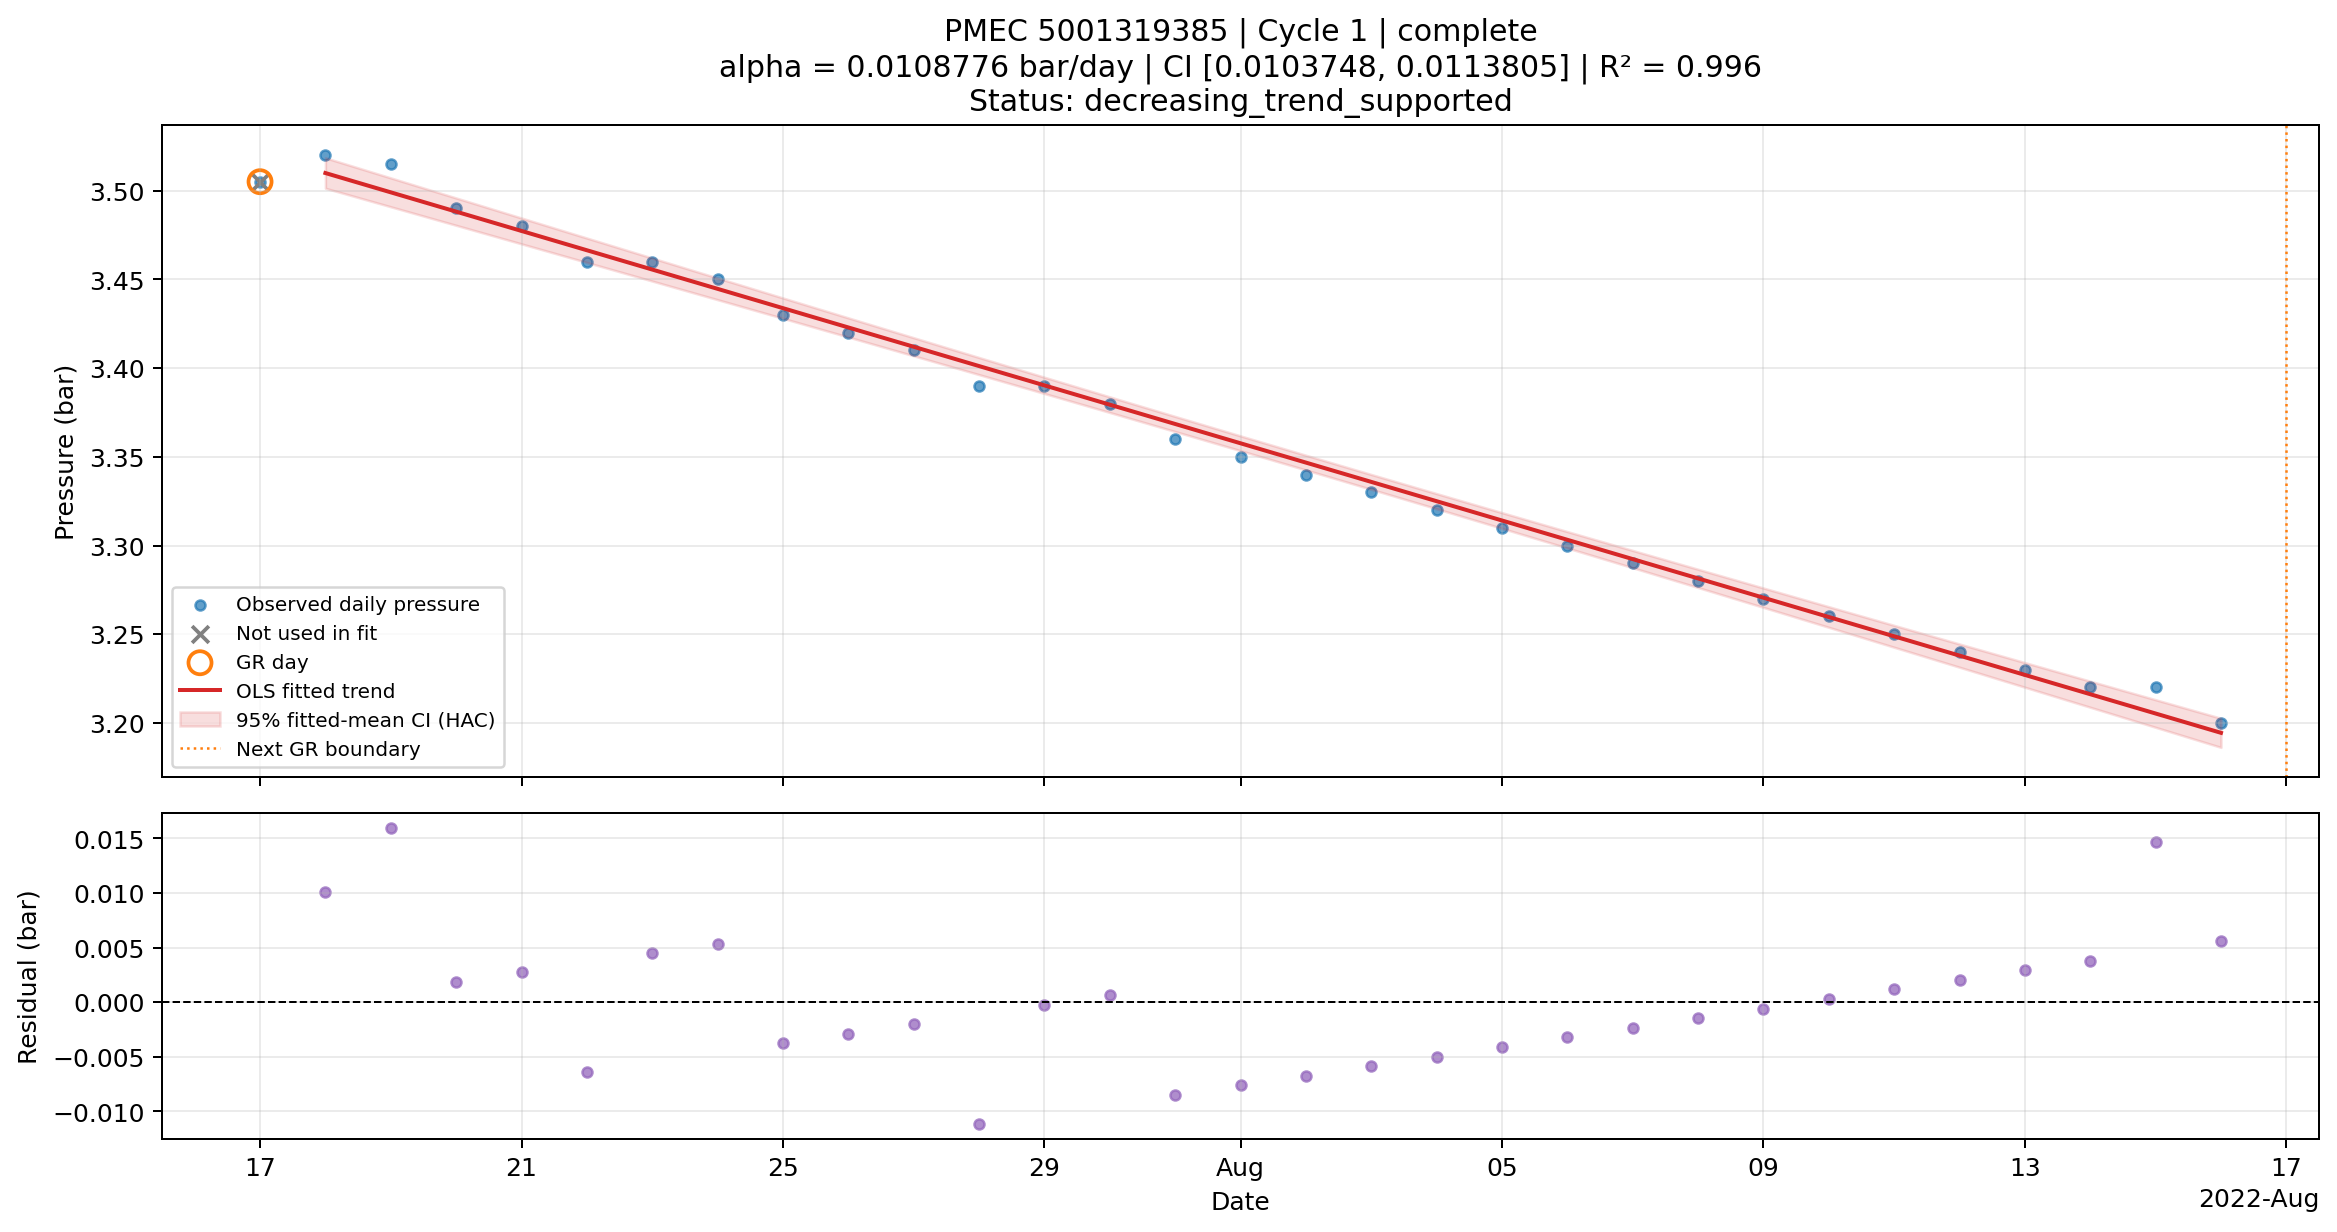 PMEC 5001319385 | Cycle 1 | complete
alpha = 0.0108776 bar/day | CI [0.0103748, 0.0113805] | R² = 0.996
Status: decreasing_trend_supported
Pressure (bar)
3.50
3.45
3.40
3.35
3.30
3.25
3.20
Observed daily pressure
Not used in fit
GR day
OLS fitted trend
95% fitted-mean CI (HAC)
Next GR boundary
Residual (bar)
0.015
0.010
0.005
0.000
−0.005
−0.010
17
21
25
29
Aug
05
09
13
17
Date
2022-Aug